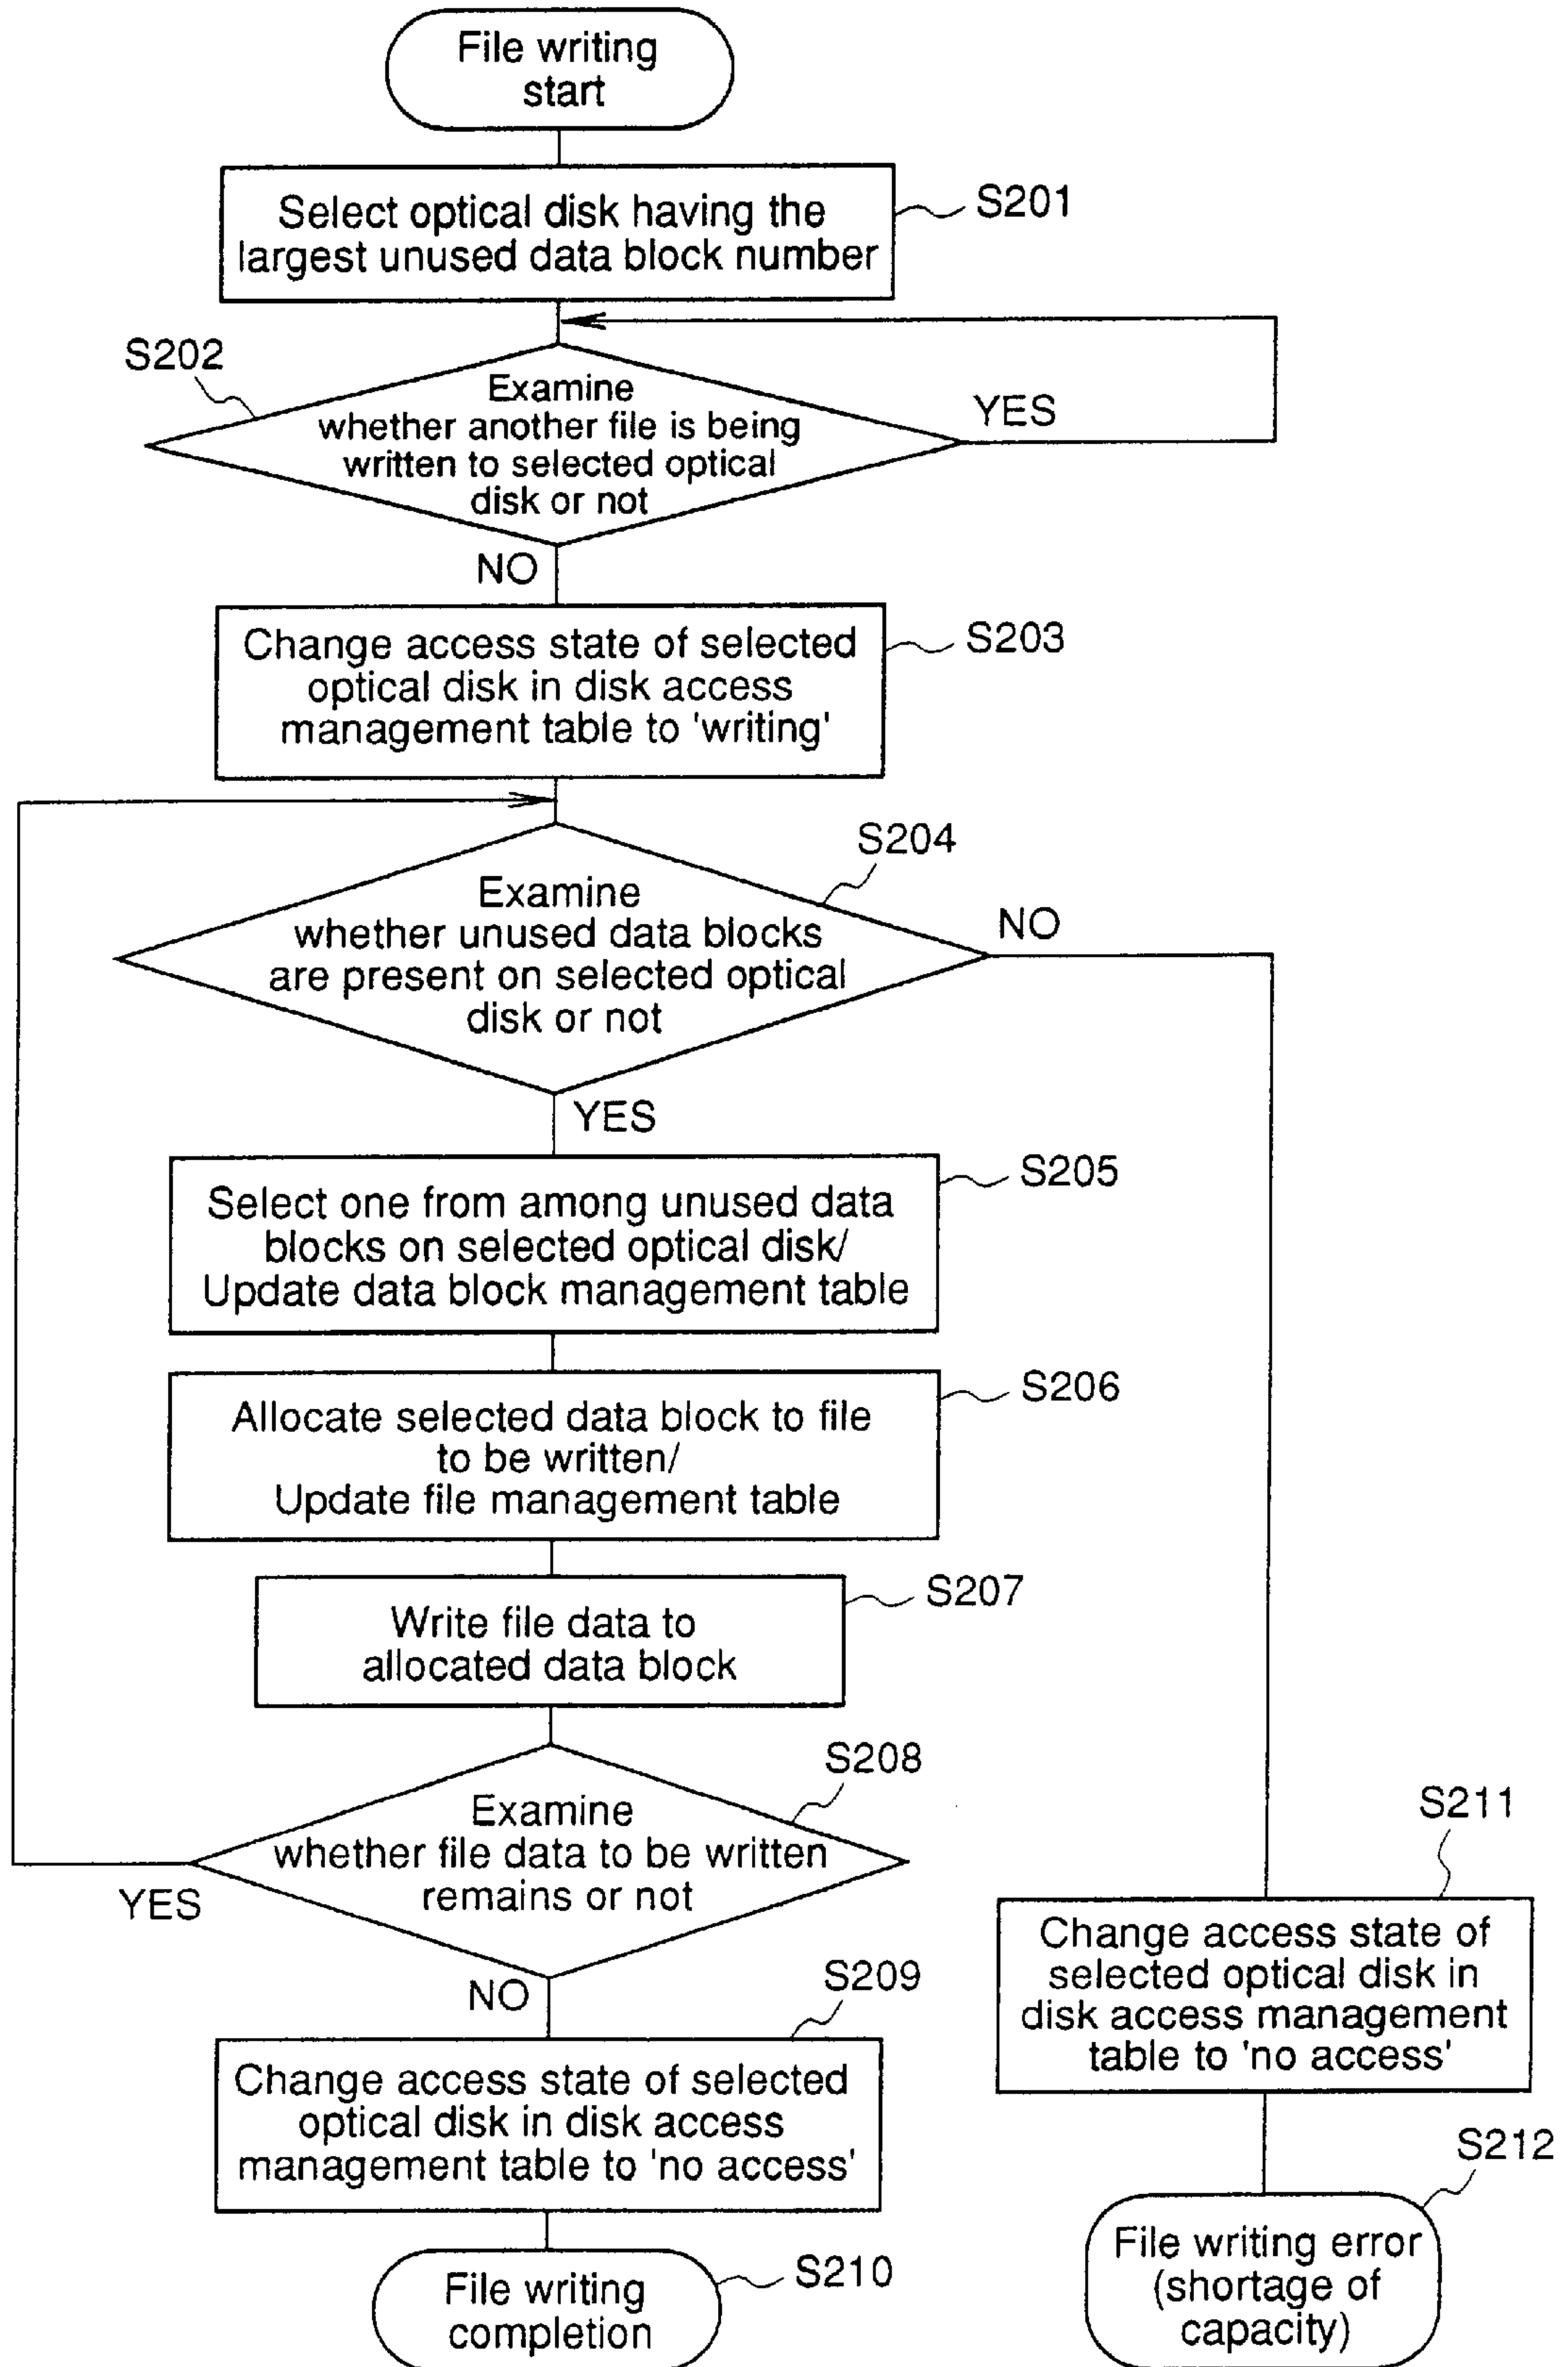 File writing
start
Select optical disk having the
largest unused data block number
S201
S202
Examine
whether another file is being
written to selected optical
disk or not
YES
NO
Change access state of selected
optical disk in disk access
management table to 'writing'
S203
S204
Examine
whether unused data blocks
are present on selected optical
disk or not
NO
YES
Select one from among unused data
blocks on selected optical disk/
Update data block management table
S205
Allocate selected data block to file
to be written/
Update file management table
S206
Write file data to
allocated data block
S207
S208
Examine
whether file data to be written
remains or not
YES
NO
S209
Change access state of selected
optical disk in disk access
management table to 'no access'
File writing
completion
S210
S211
Change access state of
selected optical disk in
disk access management
table to 'no access'
S212
File writing error
(shortage of
capacity)